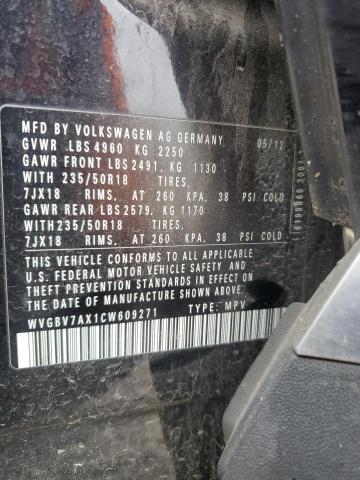 MFD BY VOLKSWAGEN AG GERMANY 05/12
GVWR LBS 4960 KG 2250
GAWR FRONT LBS 2491, KG 1130
WITH 235/50R18 TIRES,
7JX18 RIMS, AT 260 KPA, 38 PSI COLD
GAWR REAR LBS 2579, KG 1170
WITH 235/50R18 TIRES,
7JX18 RIMS, AT 260 KPA, 38 PSI COLD
THIS VEHICLE CONFORMS TO ALL APPLICABLE
U.S. FEDERAL MOTOR VEHICLE SAFETY AND
THEFT PREVENTION STANDARDS IN EFFECT ON
THE DATE OF MANUFACTURE SHOWN ABOVE.
WVGBV7AX1CW609271 TYPE: MPV